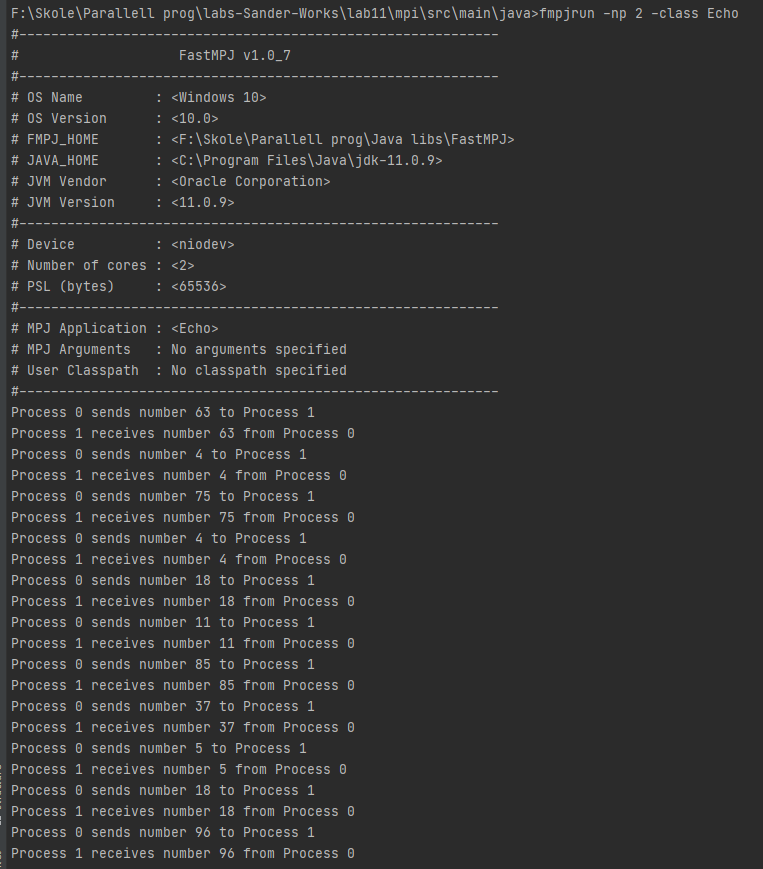 F:\Skole\Parallell prog\labs-Sander-Works\lab11\mpi\src\main\java>fmpjrun -np 2 -class Echo
#------------------------------------------------------------
#                    FastMPJ v1.0_7
#------------------------------------------------------------
# OS Name         : <Windows 10>
# OS Version      : <10.0>
# FMPJ_HOME       : <F:\Skole\Parallell prog\Java libs\FastMPJ>
# JAVA_HOME       : <C:\Program Files\Java\jdk-11.0.9>
# JVM Vendor      : <Oracle Corporation>
# JVM Version     : <11.0.9>
#------------------------------------------------------------
# Device          : <niodev>
# Number of cores : <2>
# PSL (bytes)     : <65536>
#------------------------------------------------------------
# MPJ Application : <Echo>
# MPJ Arguments   : No arguments specified
# User Classpath  : No classpath specified
#------------------------------------------------------------
Process 0 sends number 63 to Process 1
Process 1 receives number 63 from Process 0
Process 0 sends number 4 to Process 1
Process 1 receives number 4 from Process 0
Process 0 sends number 75 to Process 1
Process 1 receives number 75 from Process 0
Process 0 sends number 4 to Process 1
Process 1 receives number 4 from Process 0
Process 0 sends number 18 to Process 1
Process 1 receives number 18 from Process 0
Process 0 sends number 11 to Process 1
Process 1 receives number 11 from Process 0
Process 0 sends number 85 to Process 1
Process 1 receives number 85 from Process 0
Process 0 sends number 37 to Process 1
Process 1 receives number 37 from Process 0
Process 0 sends number 5 to Process 1
Process 1 receives number 5 from Process 0
Process 0 sends number 18 to Process 1
Process 1 receives number 18 from Process 0
Process 0 sends number 96 to Process 1
Process 1 receives number 96 from Process 0